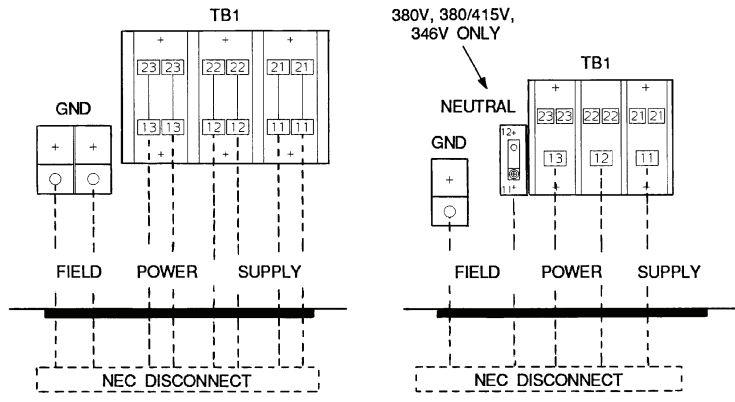 TB1
23 23 22 22 21 21
GND
13 13 12 12 11 11
FIELD POWER SUPPLY
NEC DISCONNECT
380V, 380/415V,
346V ONLY
TB1
NEUTRAL
23 23 22 22 21 21
GND
12+
13 12 11
11+
FIELD POWER SUPPLY
NEC DISCONNECT